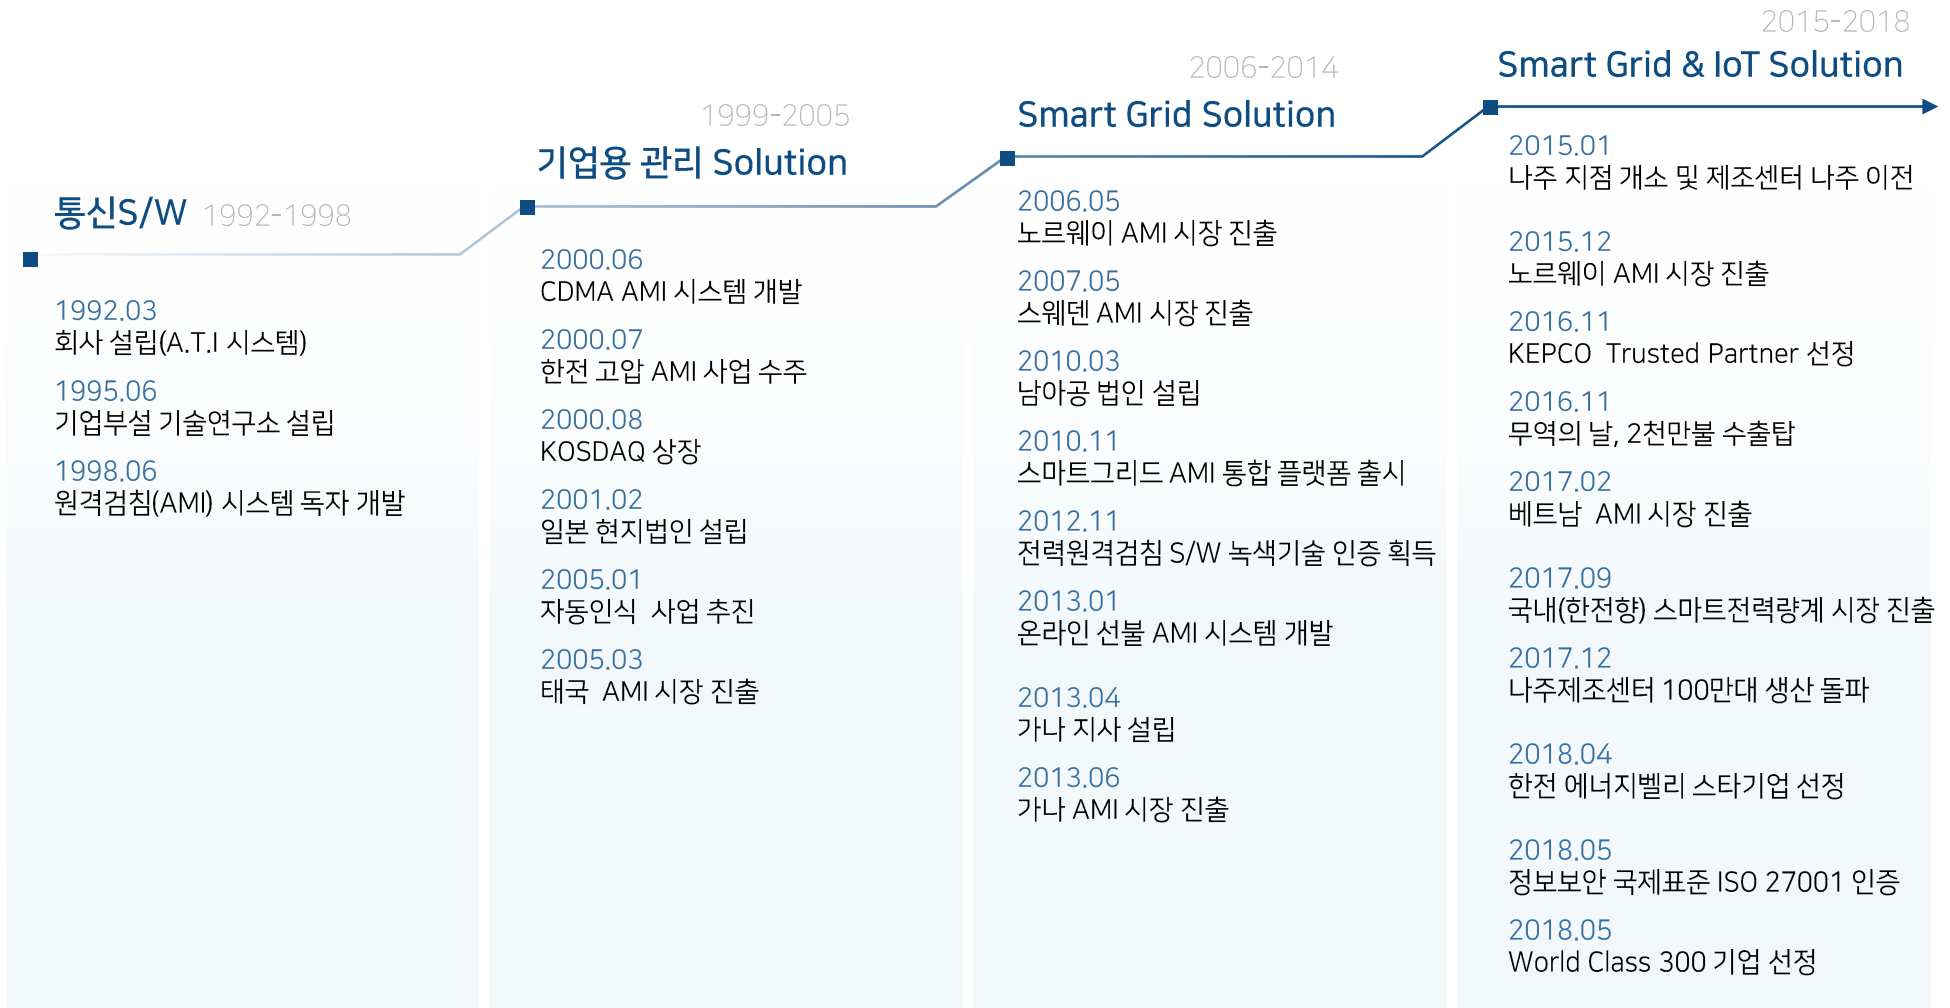 통신S/W 1992-1998
1992.03
회사 설립(A.T.I 시스템)
1995.06
기업부설 기술연구소 설립
1998.06
원격검침(AMI) 시스템 독자 개발
1999-2005
기업용 관리 Solution
2000.06
CDMA AMI 시스템 개발
2000.07
한전 고압 AMI 사업 수주
2000.08
KOSDAQ 상장
2001.02
일본 현지법인 설립
2005.01
자동인식 사업 추진
2005.03
태국 AMI 시장 진출
2006-2014
Smart Grid Solution
2006.05
노르웨이 AMI 시장 진출
2007.05
스웨덴 AMI 시장 진출
2010.03
남아공 법인 설립
2010.11
스마트그리드 AMI 통합 플랫폼 출시
2012.11
전력원격검침 S/W 녹색기술 인증 획득
2013.01
온라인 선불 AMI 시스템 개발
2013.04
가나 지사 설립
2013.06
가나 AMI 시장 진출
2015-2018
Smart Grid & IoT Solution
2015.01
나주 지점 개소 및 제조센터 나주 이전
2015.12
노르웨이 AMI 시장 진출
2016.11
KEPCO Trusted Partner 선정
2016.11
무역의 날, 2천만불 수출탑
2017.02
베트남 AMI 시장 진출
2017.09
국내(한전향) 스마트전력량계 시장 진출
2017.12
나주제조센터 100만대 생산 돌파
2018.04
한전 에너지벨리 스타기업 선정
2018.05
정보보안 국제표준 ISO 27001 인증
2018.05
World Class 300 기업 선정